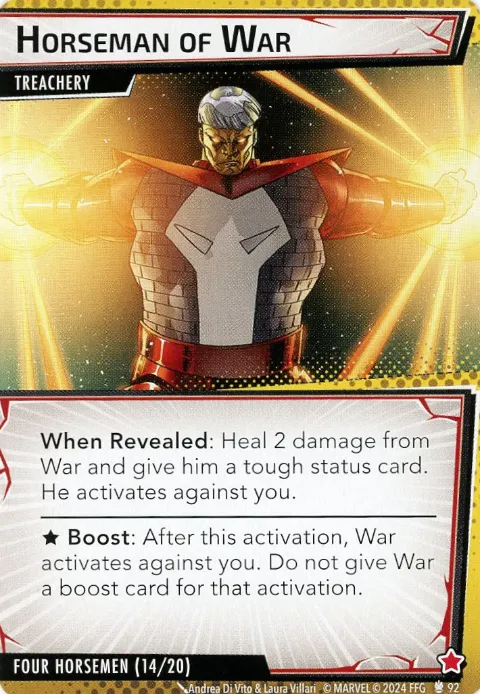 HORSEMAN OF WAR
TREACHERY
When Revealed: Heal 2 damage from
War and give him a tough status card.
He activates against you.
★ Boost: After this activation, War
activates against you. Do not give War
a boost card for that activation.
FOUR HORSEMEN (14/20)
Andrea Di Vito & Laura Villari © MARVEL © 2024 FFG 92